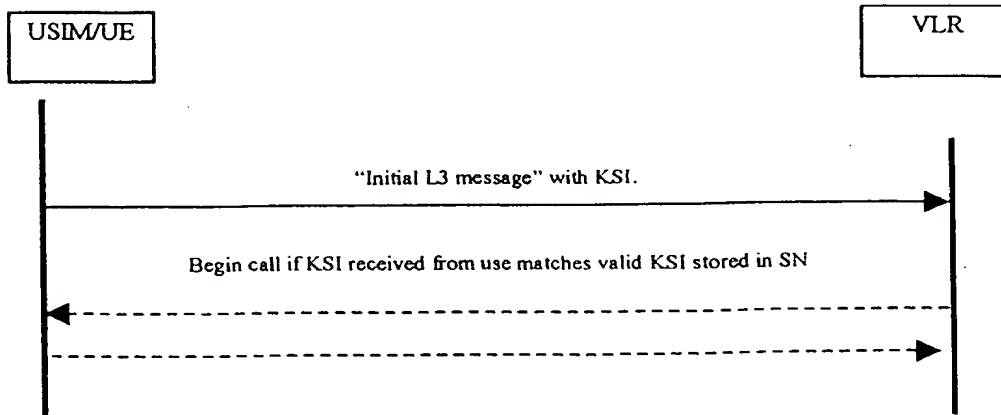 USIM/UE
VLR
“Initial L3 message” with KSI.
Begin call if KSI received from use matches valid KSI stored in SN